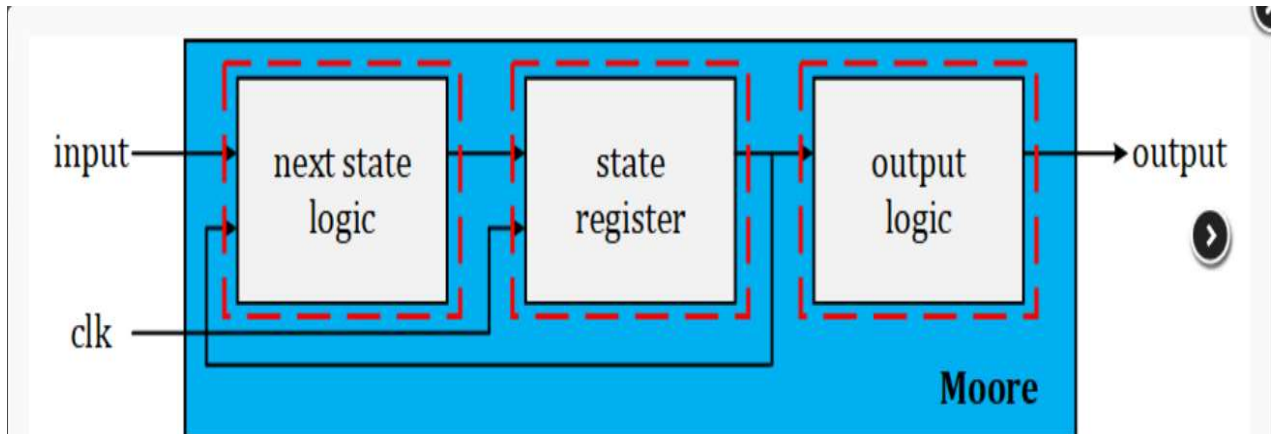 input
next state
logic
state
register
output
logic
output
clk
Moore